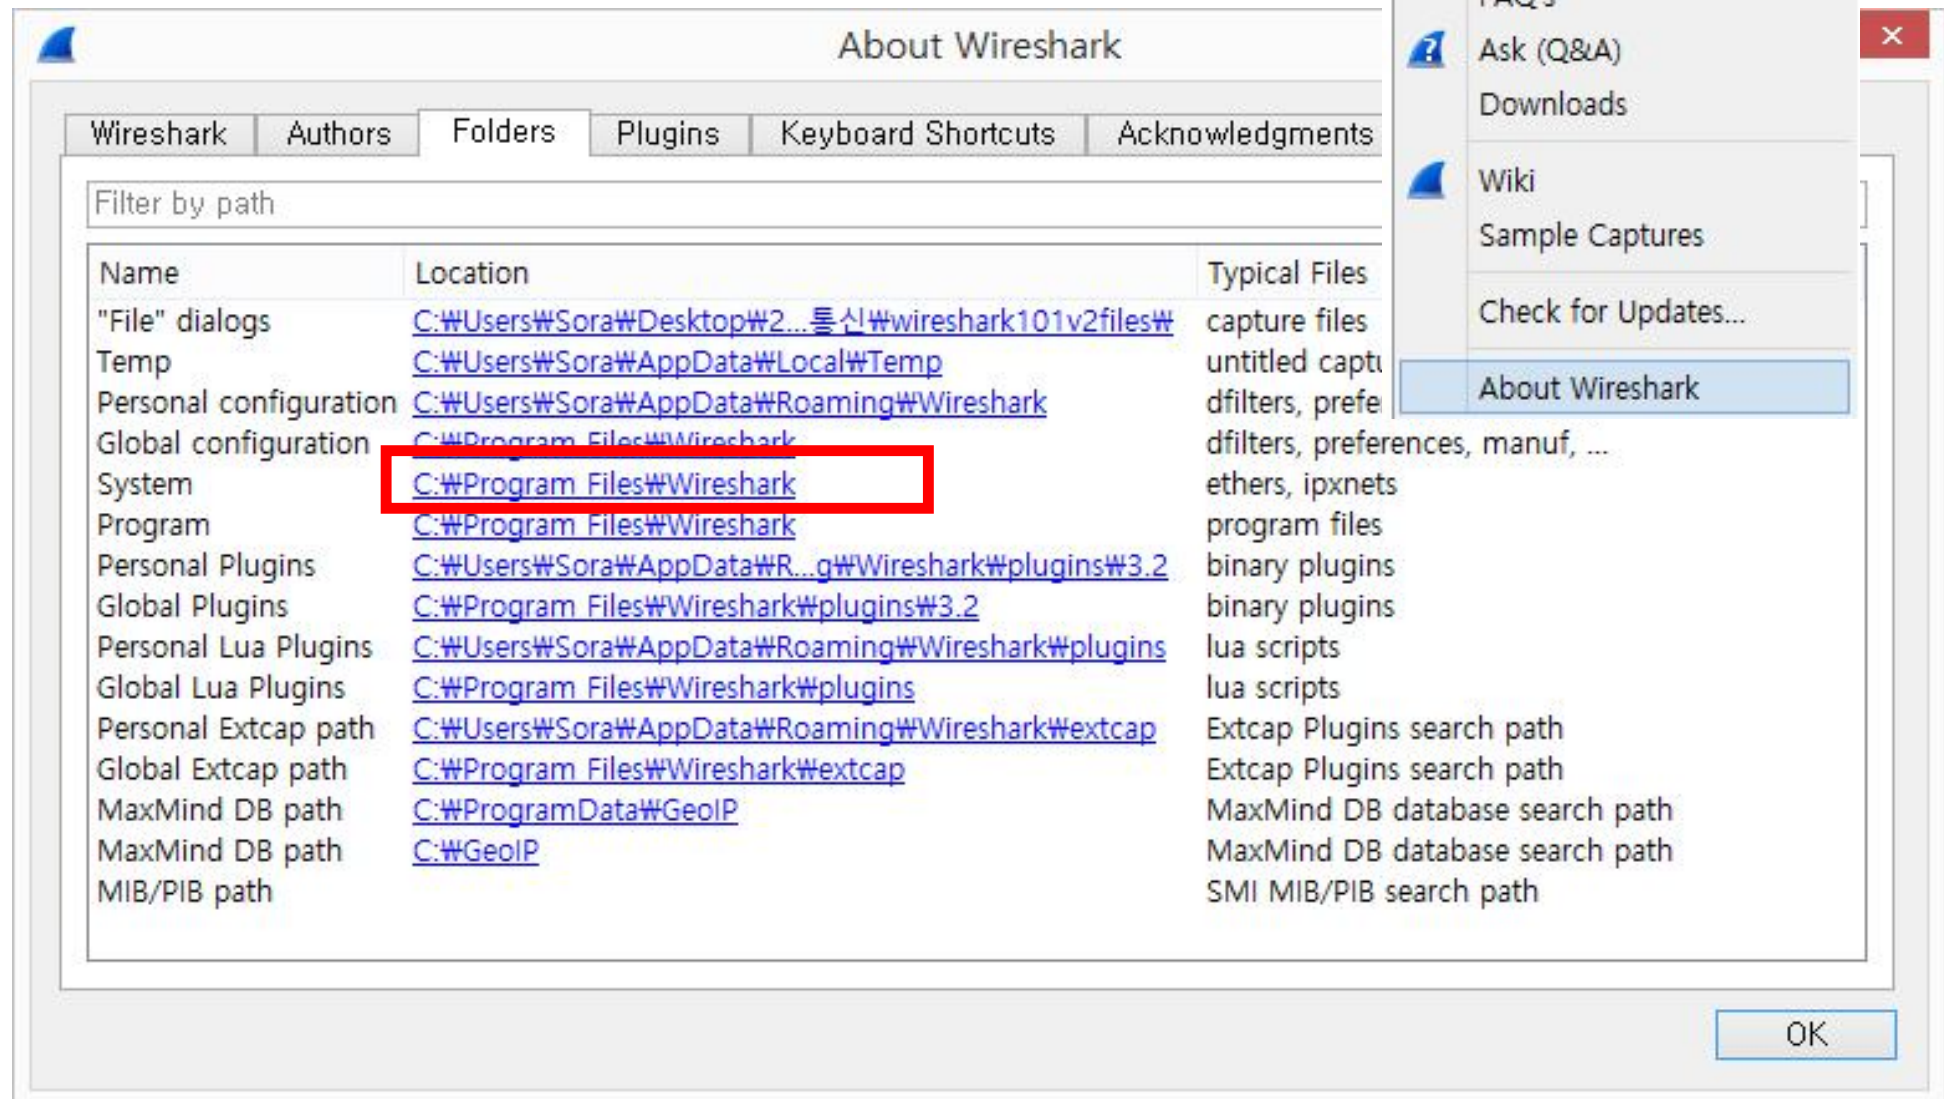 About Wireshark
Wireshark Authors Folders Plugins Keyboard Shortcuts Acknowledgments
Filter by path
Name Location Typical Files
"File" dialogs C:₩Users₩Sora₩Desktop₩2...통신₩wireshark101v2files₩ capture files
Temp C:₩Users₩Sora₩AppData₩Local₩Temp untitled captu
Personal configuration C:₩Users₩Sora₩AppData₩Roaming₩Wireshark dfilters, prefe
Global configuration C:₩Program Files₩Wireshark dfilters, preferences, manuf, ...
System C:₩Program Files₩Wireshark ethers, ipxnets
Program C:₩Program Files₩Wireshark program files
Personal Plugins C:₩Users₩Sora₩AppData₩R...g₩Wireshark₩plugins₩3.2 binary plugins
Global Plugins C:₩Program Files₩Wireshark₩plugins₩3.2 binary plugins
Personal Lua Plugins C:₩Users₩Sora₩AppData₩Roaming₩Wireshark₩plugins lua scripts
Global Lua Plugins C:₩Program Files₩Wireshark₩plugins lua scripts
Personal Extcap path C:₩Users₩Sora₩AppData₩Roaming₩Wireshark₩extcap Extcap Plugins search path
Global Extcap path C:₩Program Files₩Wireshark₩extcap Extcap Plugins search path
MaxMind DB path C:₩ProgramData₩GeoIP MaxMind DB database search path
MaxMind DB path C:₩GeoIP MaxMind DB database search path
MIB/PIB path SMI MIB/PIB search path
OK
FAQ's
Ask (Q&A)
Downloads
Wiki
Sample Captures
Check for Updates...
About Wireshark